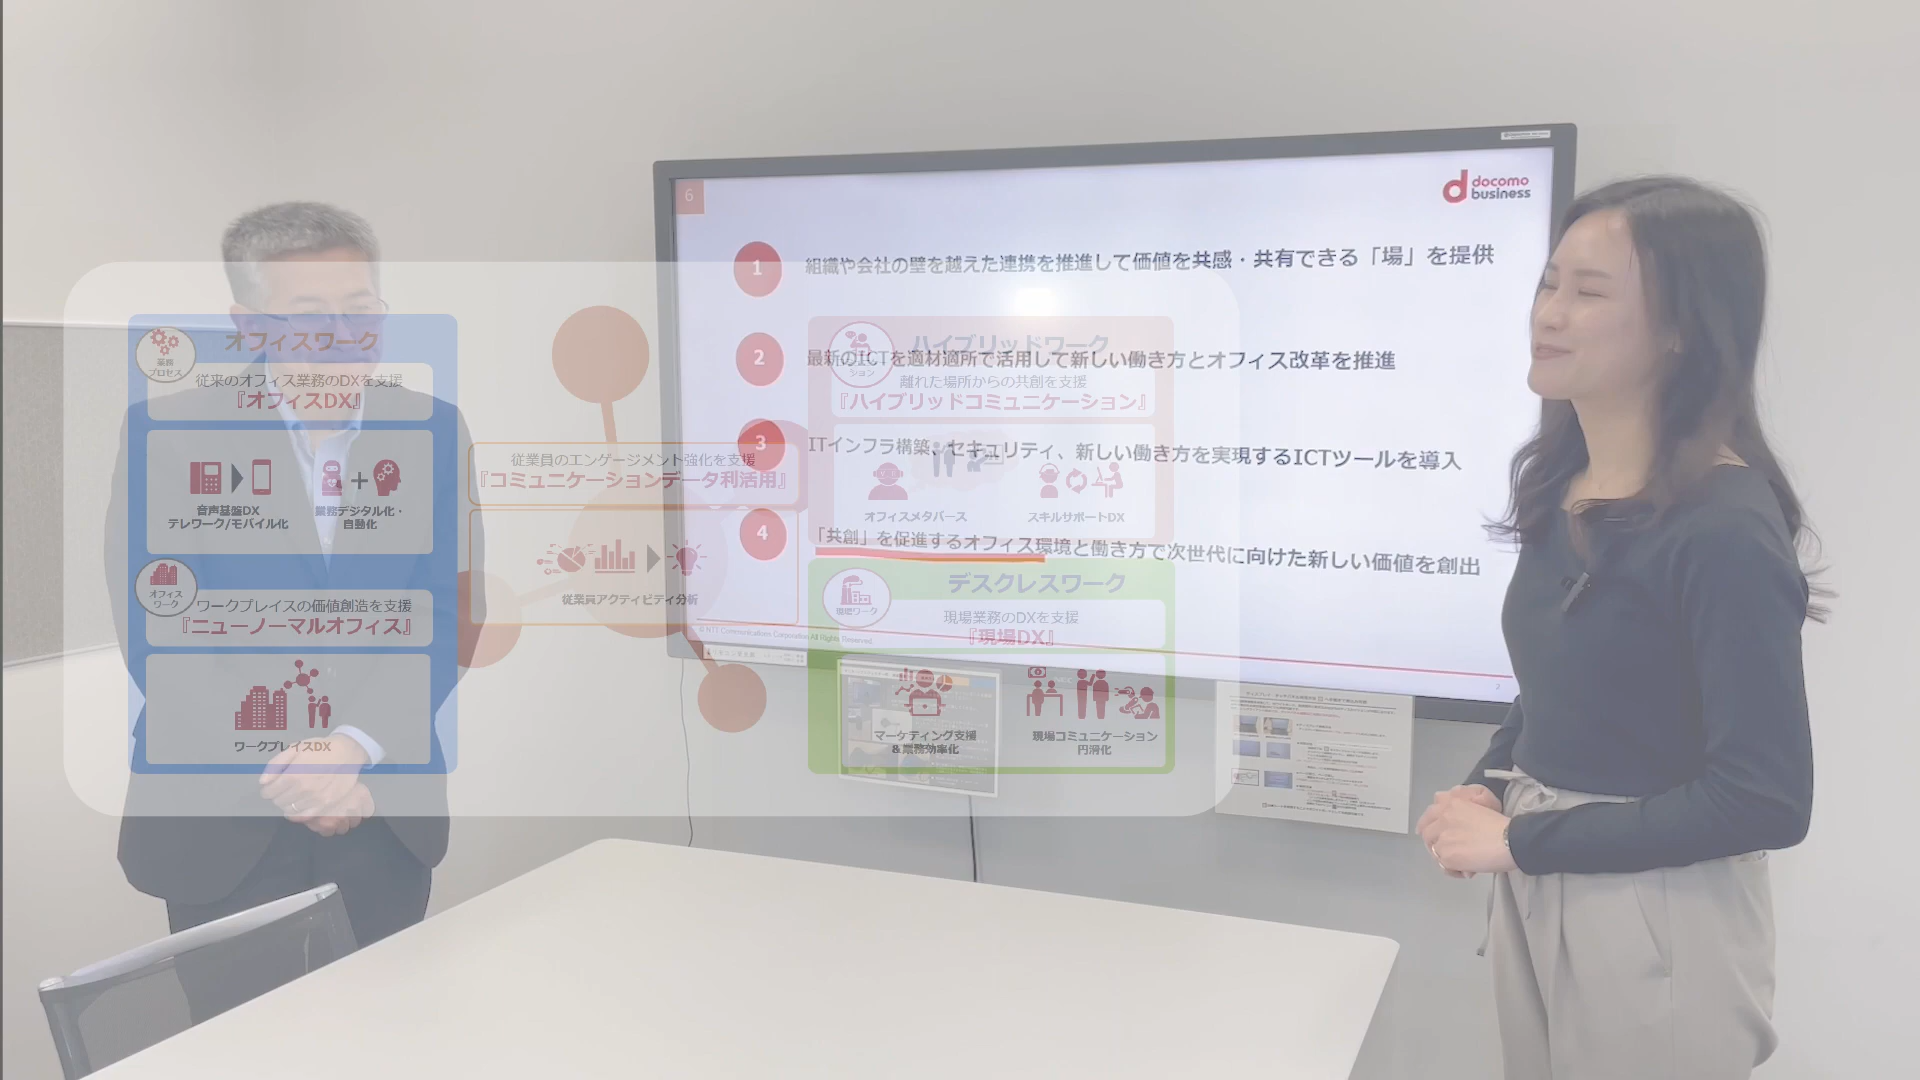 6
docomo
business
1
組織や会社の壁を越えた連携を推進して価値を共感・共有できる「場」を提供
2
最新のICTを適材適所で活用して新しい働き方とオフィス改革を推進
3
ITインフラ構築、セキュリティ、新しい働き方を実現するICTツールを導入
4
「共創」を促進するオフィス環境と働き方で次世代に向けた新しい価値を創出
© NTT Communications Corporation All Rights Reserved.
2
業務
プロセス
オフィスワーク
従来のオフィス業務のDXを支援
『オフィスDX』
音声基盤DX
テレワーク/モバイル化
業務デジタル化・
自動化
オフィス
ワーク
ワークプレイスの価値創造を支援
『ニューノーマルオフィス』
ワークプレイスDX
従業員のエンゲージメント強化を支援
『コミュニケーションデータ利活用』
従業員アクティビティ分析
ション
ハイブリッドワーク
離れた場所からの共創を支援
『ハイブリッドコミュニケーション』
オフィスメタバース
スキルサポートDX
現場ワーク
デスクレスワーク
現場業務のDXを支援
『現場DX』
マーケティング支援
&業務効率化
現場コミュニケーション
円滑化